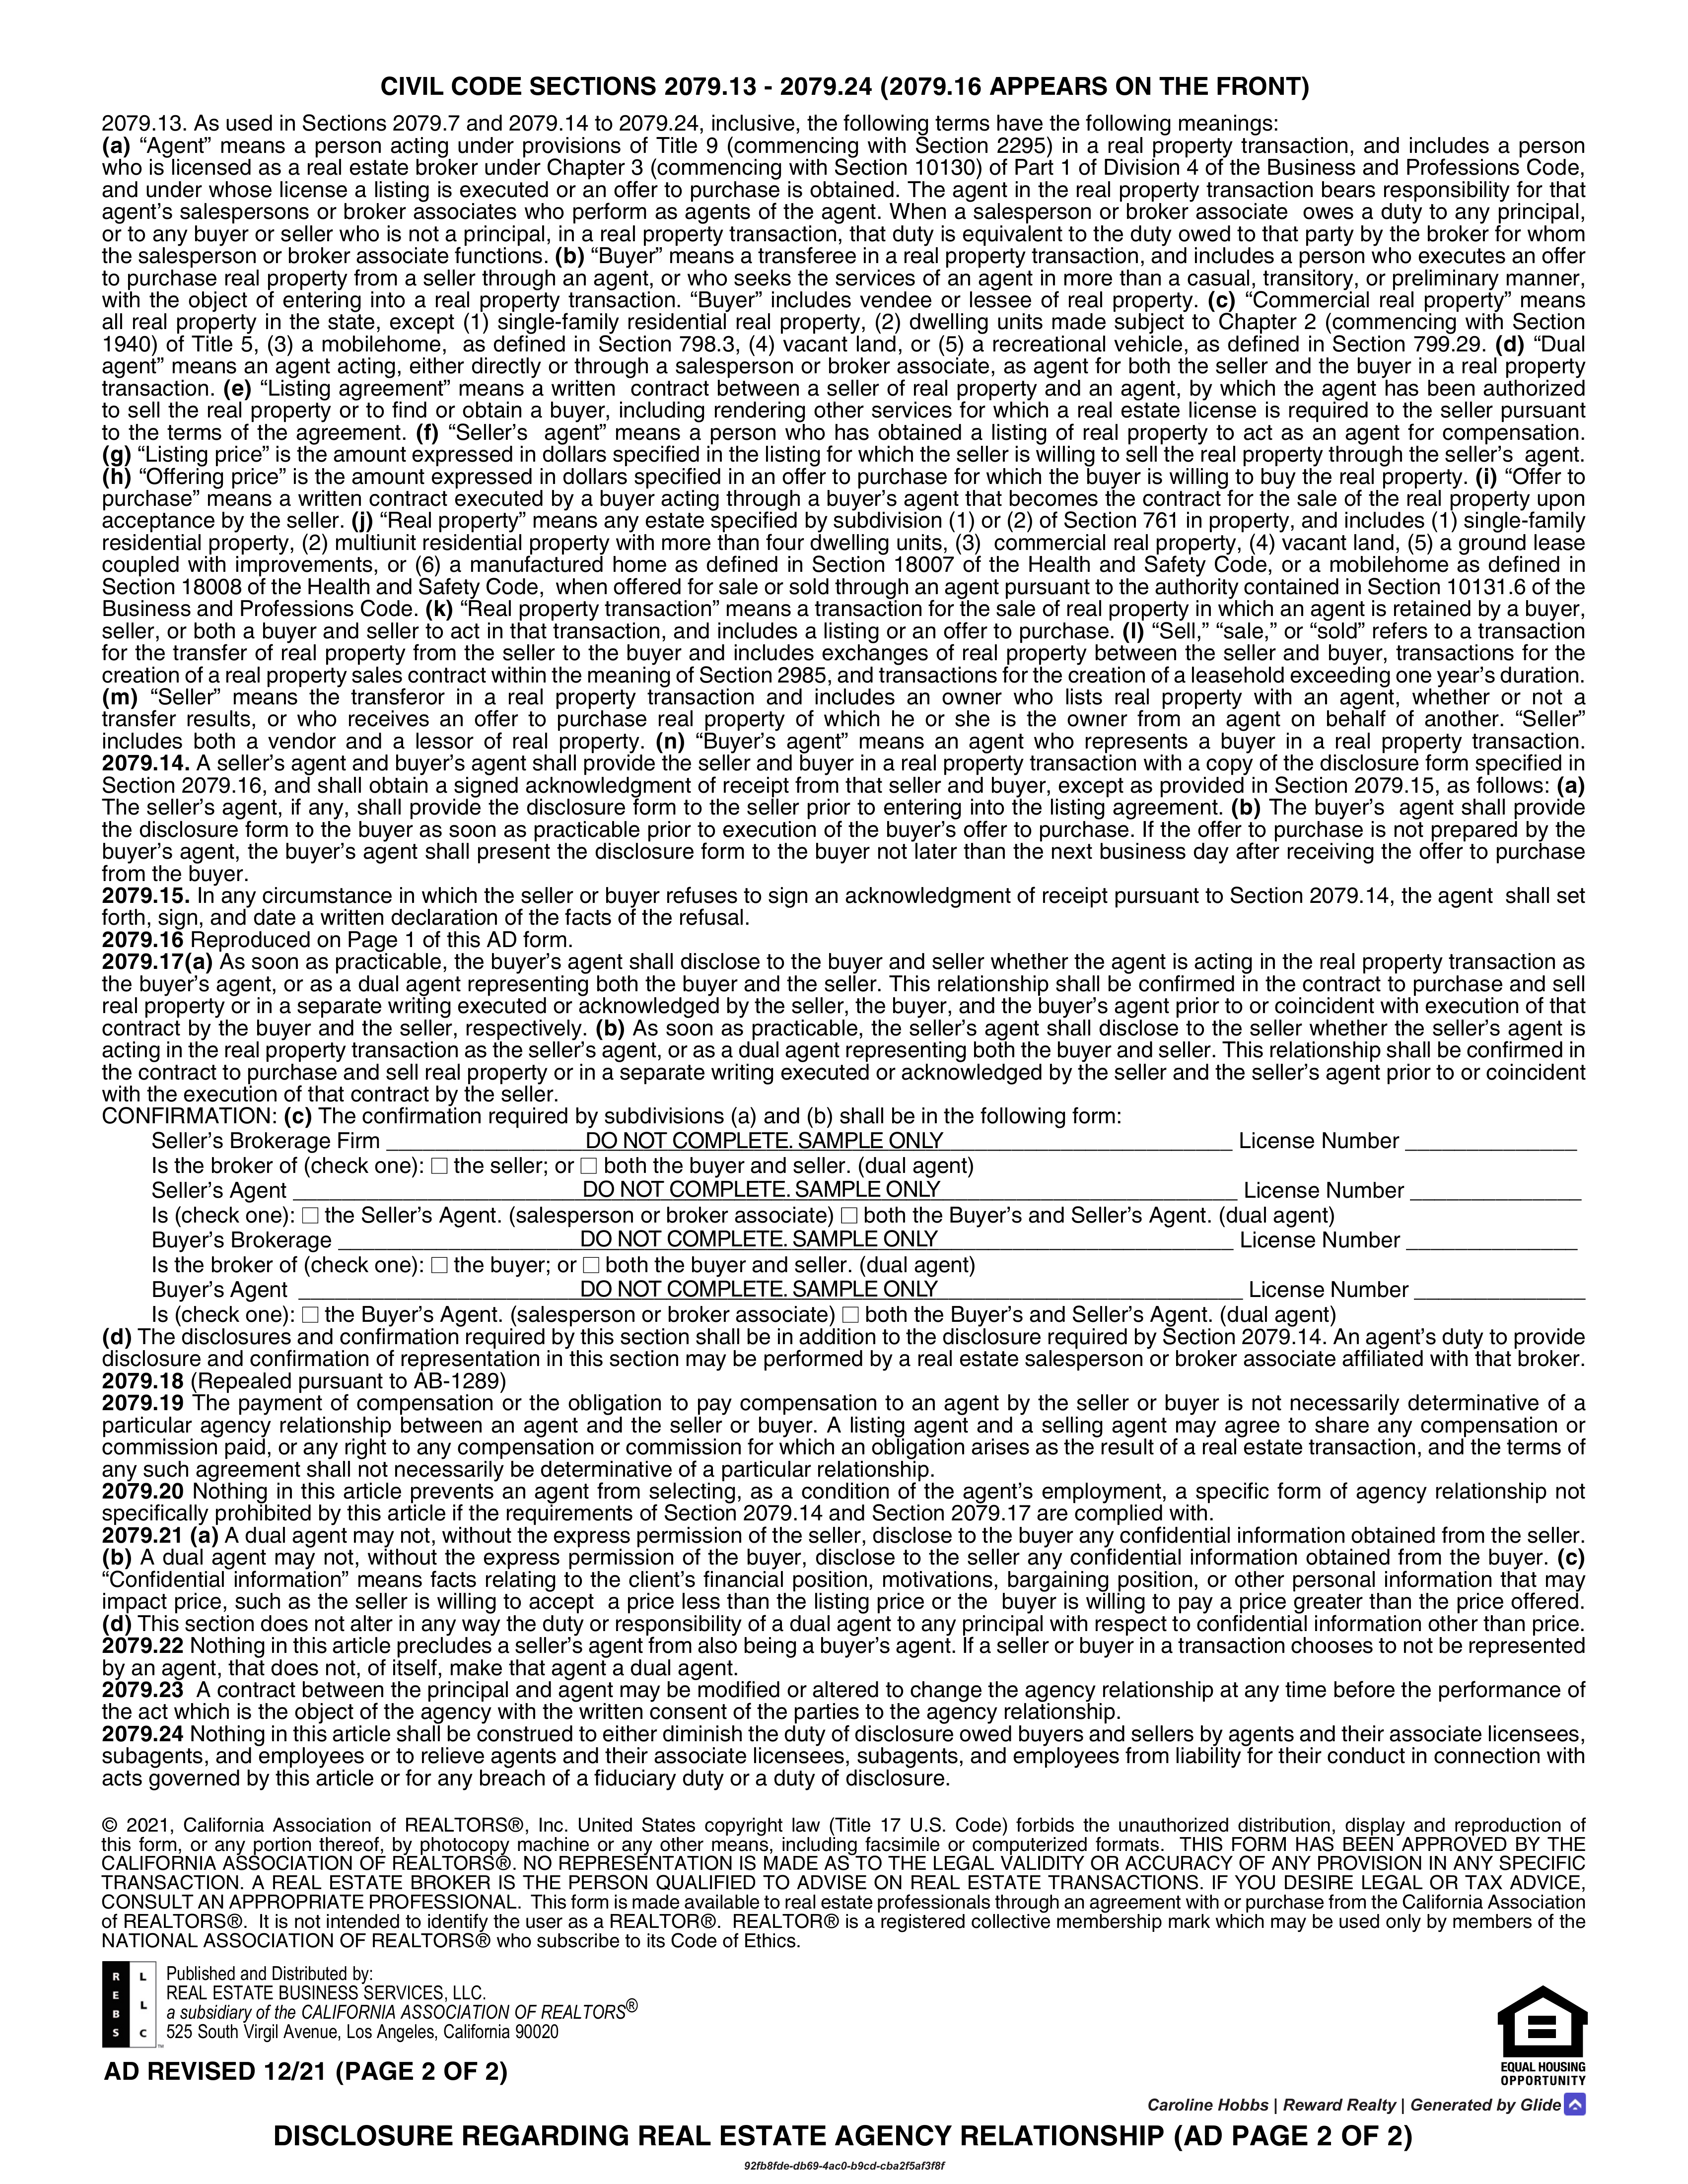 CIVIL CODE SECTIONS 2079.13 - 2079.24 (2079.16 APPEARS ON THE FRONT)
2079.13. As used in Sections 2079.7 and 2079.14 to 2079.24, inclusive, the following terms have the following meanings:
(a) “Agent” means a person acting under provisions of Title 9 (commencing with Section 2295) in a real property transaction, and includes a person
who is licensed as a real estate broker under Chapter 3 (commencing with Section 10130) of Part 1 of Division 4 of the Business and Professions Code,
and under whose license a listing is executed or an offer to purchase is obtained. The agent in the real property transaction bears responsibility for that
agent’s salespersons or broker associates who perform as agents of the agent. When a salesperson or broker associate owes a duty to any principal,
or to any buyer or seller who is not a principal, in a real property transaction, that duty is equivalent to the duty owed to that party by the broker for whom
the salesperson or broker associate functions. (b) “Buyer” means a transferee in a real property transaction, and includes a person who executes an offer
to purchase real property from a seller through an agent, or who seeks the services of an agent in more than a casual, transitory, or preliminary manner,
with the object of entering into a real property transaction. “Buyer” includes vendee or lessee of real property. (c) “Commercial real property” means
all real property in the state, except (1) single-family residential real property, (2) dwelling units made subject to Chapter 2 (commencing with Section
1940) of Title 5, (3) a mobilehome, as defined in Section 798.3, (4) vacant land, or (5) a recreational vehicle, as defined in Section 799.29. (d) “Dual
agent” means an agent acting, either directly or through a salesperson or broker associate, as agent for both the seller and the buyer in a real property
transaction. (e) “Listing agreement” means a written contract between a seller of real property and an agent, by which the agent has been authorized
to sell the real property or to find or obtain a buyer, including rendering other services for which a real estate license is required to the seller pursuant
to the terms of the agreement. (f) “Seller’s agent” means a person who has obtained a listing of real property to act as an agent for compensation.
(g) “Listing price” is the amount expressed in dollars specified in the listing for which the seller is willing to sell the real property through the seller’s agent.
(h) “Offering price” is the amount expressed in dollars specified in an offer to purchase for which the buyer is willing to buy the real property. (i) “Offer to
purchase” means a written contract executed by a buyer acting through a buyer’s agent that becomes the contract for the sale of the real property upon
acceptance by the seller. (j) “Real property” means any estate specified by subdivision (1) or (2) of Section 761 in property, and includes (1) single-family
residential property, (2) multiunit residential property with more than four dwelling units, (3) commercial real property, (4) vacant land, (5) a ground lease
coupled with improvements, or (6) a manufactured home as defined in Section 18007 of the Health and Safety Code, or a mobilehome as defined in
Section 18008 of the Health and Safety Code, when offered for sale or sold through an agent pursuant to the authority contained in Section 10131.6 of the
Business and Professions Code. (k) “Real property transaction” means a transaction for the sale of real property in which an agent is retained by a buyer,
seller, or both a buyer and seller to act in that transaction, and includes a listing or an offer to purchase. (l) “Sell,” “sale,” or “sold” refers to a transaction
for the transfer of real property from the seller to the buyer and includes exchanges of real property between the seller and buyer, transactions for the
creation of a real property sales contract within the meaning of Section 2985, and transactions for the creation of a leasehold exceeding one year’s duration.
(m) “Seller” means the transferor in a real property transaction and includes an owner who lists real property with an agent, whether or not a
transfer results, or who receives an offer to purchase real property of which he or she is the owner from an agent on behalf of another. “Seller”
includes both a vendor and a lessor of real property. (n) “Buyer’s agent” means an agent who represents a buyer in a real property transaction.
2079.14. A seller’s agent and buyer’s agent shall provide the seller and buyer in a real property transaction with a copy of the disclosure form specified in
Section 2079.16, and shall obtain a signed acknowledgment of receipt from that seller and buyer, except as provided in Section 2079.15, as follows: (a)
The seller’s agent, if any, shall provide the disclosure form to the seller prior to entering into the listing agreement. (b) The buyer’s agent shall provide
the disclosure form to the buyer as soon as practicable prior to execution of the buyer’s offer to purchase. If the offer to purchase is not prepared by the
buyer’s agent, the buyer’s agent shall present the disclosure form to the buyer not later than the next business day after receiving the offer to purchase
from the buyer.
2079.15. In any circumstance in which the seller or buyer refuses to sign an acknowledgment of receipt pursuant to Section 2079.14, the agent shall set
forth, sign, and date a written declaration of the facts of the refusal.
2079.16 Reproduced on Page 1 of this AD form.
2079.17(a) As soon as practicable, the buyer’s agent shall disclose to the buyer and seller whether the agent is acting in the real property transaction as
the buyer’s agent, or as a dual agent representing both the buyer and the seller. This relationship shall be confirmed in the contract to purchase and sell
real property or in a separate writing executed or acknowledged by the seller, the buyer, and the buyer’s agent prior to or coincident with execution of that
contract by the buyer and the seller, respectively. (b) As soon as practicable, the seller’s agent shall disclose to the seller whether the seller’s agent is
acting in the real property transaction as the seller’s agent, or as a dual agent representing both the buyer and seller. This relationship shall be confirmed in
the contract to purchase and sell real property or in a separate writing executed or acknowledged by the seller and the seller’s agent prior to or coincident
with the execution of that contract by the seller.
CONFIRMATION: (c) The confirmation required by subdivisions (a) and (b) shall be in the following form:
Seller’s Brokerage Firm DO NOT COMPLETE. SAMPLE ONLY License Number
Is the broker of (check one): ☐ the seller; or ☐ both the buyer and seller. (dual agent)
Seller’s Agent DO NOT COMPLETE. SAMPLE ONLY License Number
Is (check one): ☐ the Seller’s Agent. (salesperson or broker associate) ☐ both the Buyer’s and Seller’s Agent. (dual agent)
Buyer’s Brokerage DO NOT COMPLETE. SAMPLE ONLY License Number
Is the broker of (check one): ☐ the buyer; or ☐ both the buyer and seller. (dual agent)
Buyer’s Agent DO NOT COMPLETE. SAMPLE ONLY License Number
Is (check one): ☐ the Buyer’s Agent. (salesperson or broker associate) ☐ both the Buyer’s and Seller’s Agent. (dual agent)
(d) The disclosures and confirmation required by this section shall be in addition to the disclosure required by Section 2079.14. An agent’s duty to provide
disclosure and confirmation of representation in this section may be performed by a real estate salesperson or broker associate affiliated with that broker.
2079.18 (Repealed pursuant to AB-1289)
2079.19 The payment of compensation or the obligation to pay compensation to an agent by the seller or buyer is not necessarily determinative of a
particular agency relationship between an agent and the seller or buyer. A listing agent and a selling agent may agree to share any compensation or
commission paid, or any right to any compensation or commission for which an obligation arises as the result of a real estate transaction, and the terms of
any such agreement shall not necessarily be determinative of a particular relationship.
2079.20 Nothing in this article prevents an agent from selecting, as a condition of the agent’s employment, a specific form of agency relationship not
specifically prohibited by this article if the requirements of Section 2079.14 and Section 2079.17 are complied with.
2079.21 (a) A dual agent may not, without the express permission of the seller, disclose to the buyer any confidential information obtained from the seller.
(b) A dual agent may not, without the express permission of the buyer, disclose to the seller any confidential information obtained from the buyer. (c)
“Confidential information” means facts relating to the client’s financial position, motivations, bargaining position, or other personal information that may
impact price, such as the seller is willing to accept a price less than the listing price or the buyer is willing to pay a price greater than the price offered.
(d) This section does not alter in any way the duty or responsibility of a dual agent to any principal with respect to confidential information other than price.
2079.22 Nothing in this article precludes a seller’s agent from also being a buyer’s agent. If a seller or buyer in a transaction chooses to not be represented
by an agent, that does not, of itself, make that agent a dual agent.
2079.23 A contract between the principal and agent may be modified or altered to change the agency relationship at any time before the performance of
the act which is the object of the agency with the written consent of the parties to the agency relationship.
2079.24 Nothing in this article shall be construed to either diminish the duty of disclosure owed buyers and sellers by agents and their associate licensees,
subagents, and employees or to relieve agents and their associate licensees, subagents, and employees from liability for their conduct in connection with
acts governed by this article or for any breach of a fiduciary duty or a duty of disclosure.
© 2021, California Association of REALTORS®, Inc. United States copyright law (Title 17 U.S. Code) forbids the unauthorized distribution, display and reproduction of
this form, or any portion thereof, by photocopy machine or any other means, including facsimile or computerized formats. THIS FORM HAS BEEN APPROVED BY THE
CALIFORNIA ASSOCIATION OF REALTORS®. NO REPRESENTATION IS MADE AS TO THE LEGAL VALIDITY OR ACCURACY OF ANY PROVISION IN ANY SPECIFIC
TRANSACTION. A REAL ESTATE BROKER IS THE PERSON QUALIFIED TO ADVISE ON REAL ESTATE TRANSACTIONS. IF YOU DESIRE LEGAL OR TAX ADVICE,
CONSULT AN APPROPRIATE PROFESSIONAL. This form is made available to real estate professionals through an agreement with or purchase from the California Association
of REALTORS®. It is not intended to identify the user as a REALTOR®. REALTOR® is a registered collective membership mark which may be used only by members of the
NATIONAL ASSOCIATION OF REALTORS® who subscribe to its Code of Ethics.
R E B S L L C ™
Published and Distributed by:
REAL ESTATE BUSINESS SERVICES, LLC.
a subsidiary of the CALIFORNIA ASSOCIATION OF REALTORS®
525 South Virgil Avenue, Los Angeles, California 90020
EQUAL HOUSING
OPPORTUNITY
AD REVISED 12/21 (PAGE 2 OF 2)
Caroline Hobbs | Reward Realty | Generated by Glide
DISCLOSURE REGARDING REAL ESTATE AGENCY RELATIONSHIP (AD PAGE 2 OF 2)
92fb8fde-db69-4ac0-b9cd-cba2f5af3f8f